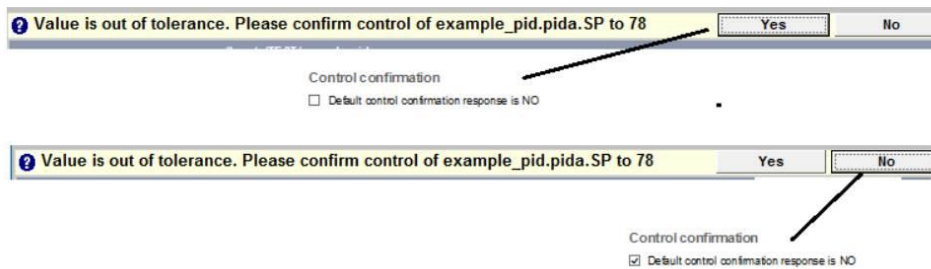 Value is out of tolerance. Please confirm control of example_pid.pida.SP to 78 Yes No
Control confirmation
Default control confirmation response is NO
Value is out of tolerance. Please confirm control of example_pid.pida.SP to 78 Yes No
Control confirmation
Default control confirmation response is NO